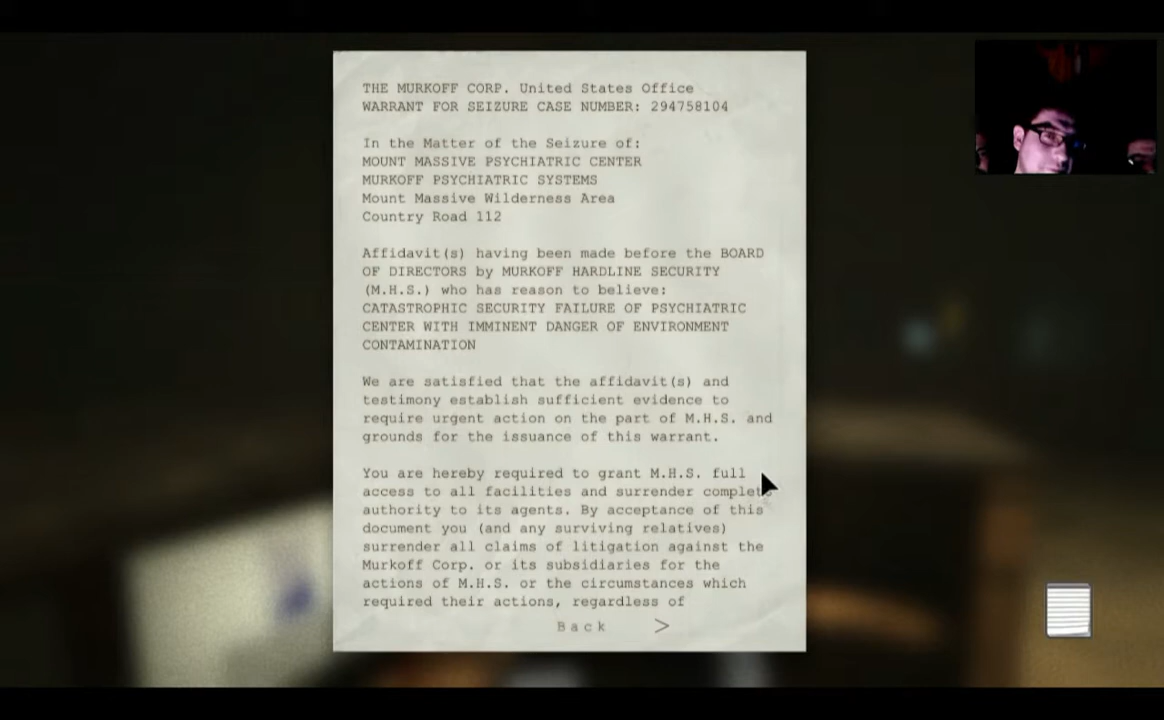 THE MURKOFF CORP. United States Office
WARRANT FOR SEIZURE CASE NUMBER: 294758104
In the Matter of the Seizure of:
MOUNT MASSIVE PSYCHIATRIC CENTER
MURKOFF PSYCHIATRIC SYSTEMS
Mount Massive Wilderness Area
Country Road 112
Affidavit(s) having been made before the BOARD
OF DIRECTORS by MURKOFF HARDLINE SECURITY
(M.H.S.) who has reason to believe:
CATASTROPHIC SECURITY FAILURE OF PSYCHIATRIC
CENTER WITH IMMINENT DANGER OF ENVIRONMENT
CONTAMINATION
We are satisfied that the affidavit(s) and
testimony establish sufficient evidence to
require urgent action on the part of M.H.S. and
grounds for the issuance of this warrant.
You are hereby required to grant M.H.S. full
access to all facilities and surrender complete
authority to its agents. By acceptance of this
document you (and any surviving relatives)
surrender all claims of litigation against the
Murkoff Corp. or its subsidiaries for the
actions of M.H.S. or the circumstances which
required their actions, regardless of
Back >